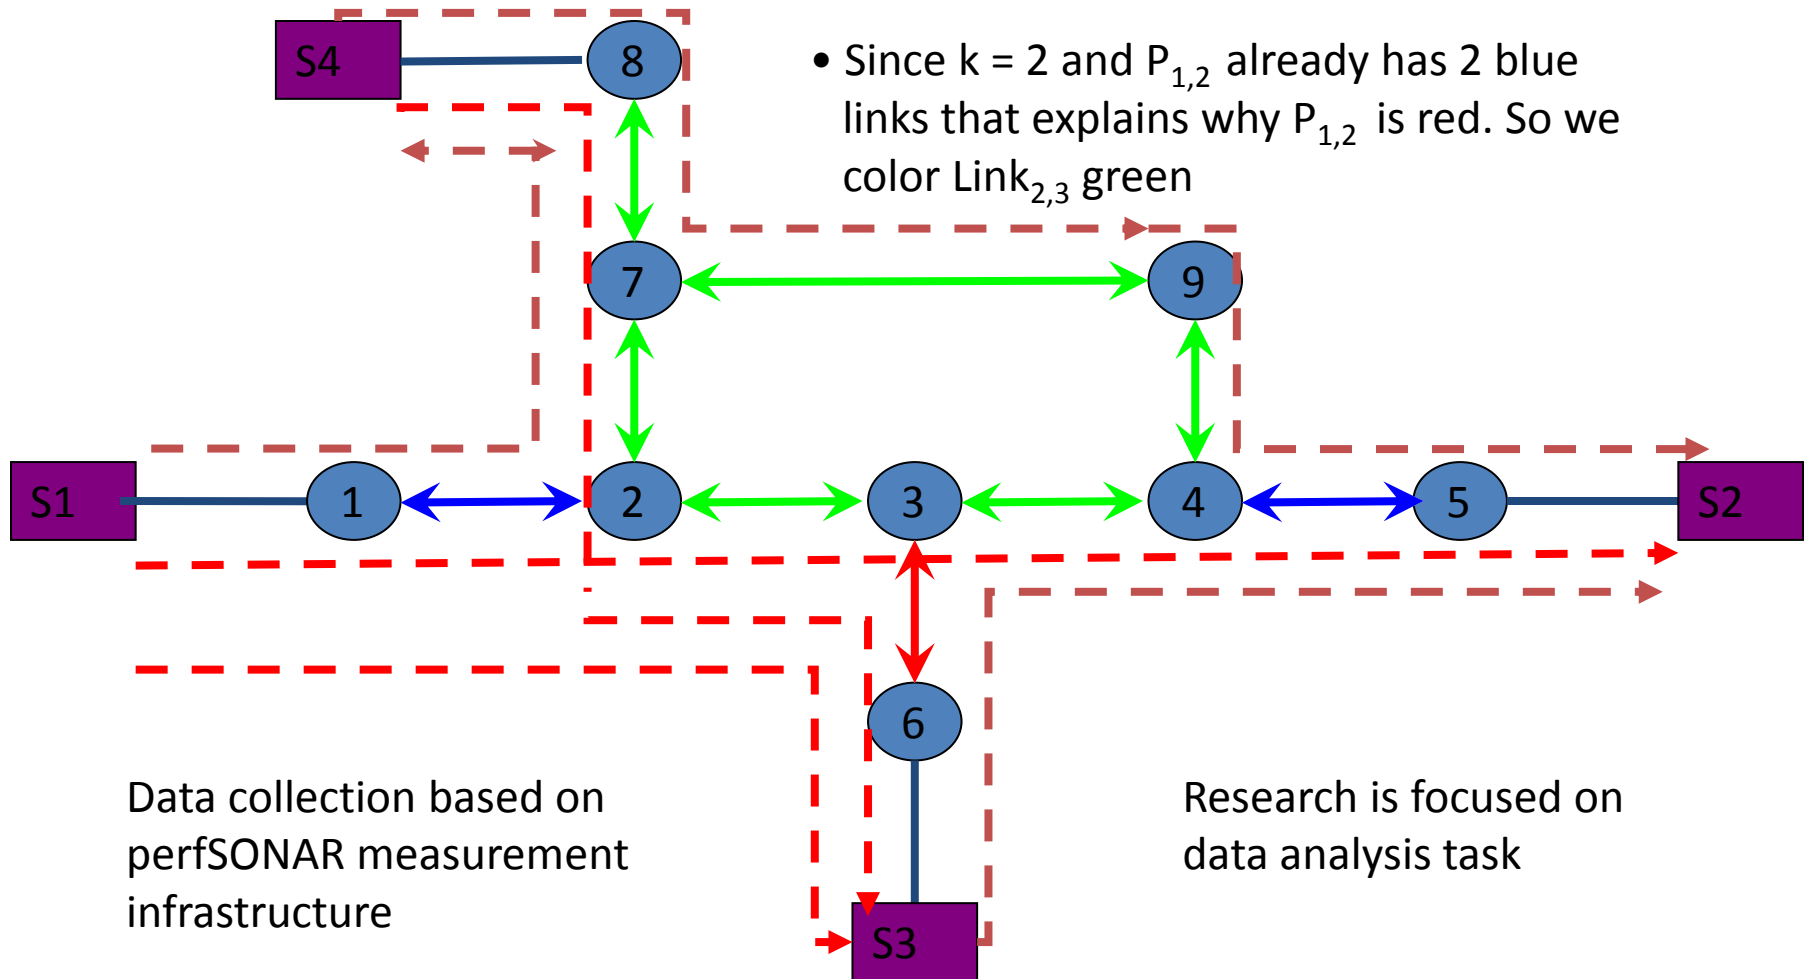 S4
8
• Since k = 2 and P1,2 already has 2 blue
links that explains why P1,2 is red. So we
color Link2,3 green
7
9
S1
1
2
3
4
5
S2
6
Data collection based on
perfSONAR measurement
infrastructure
Research is focused on
data analysis task
S3